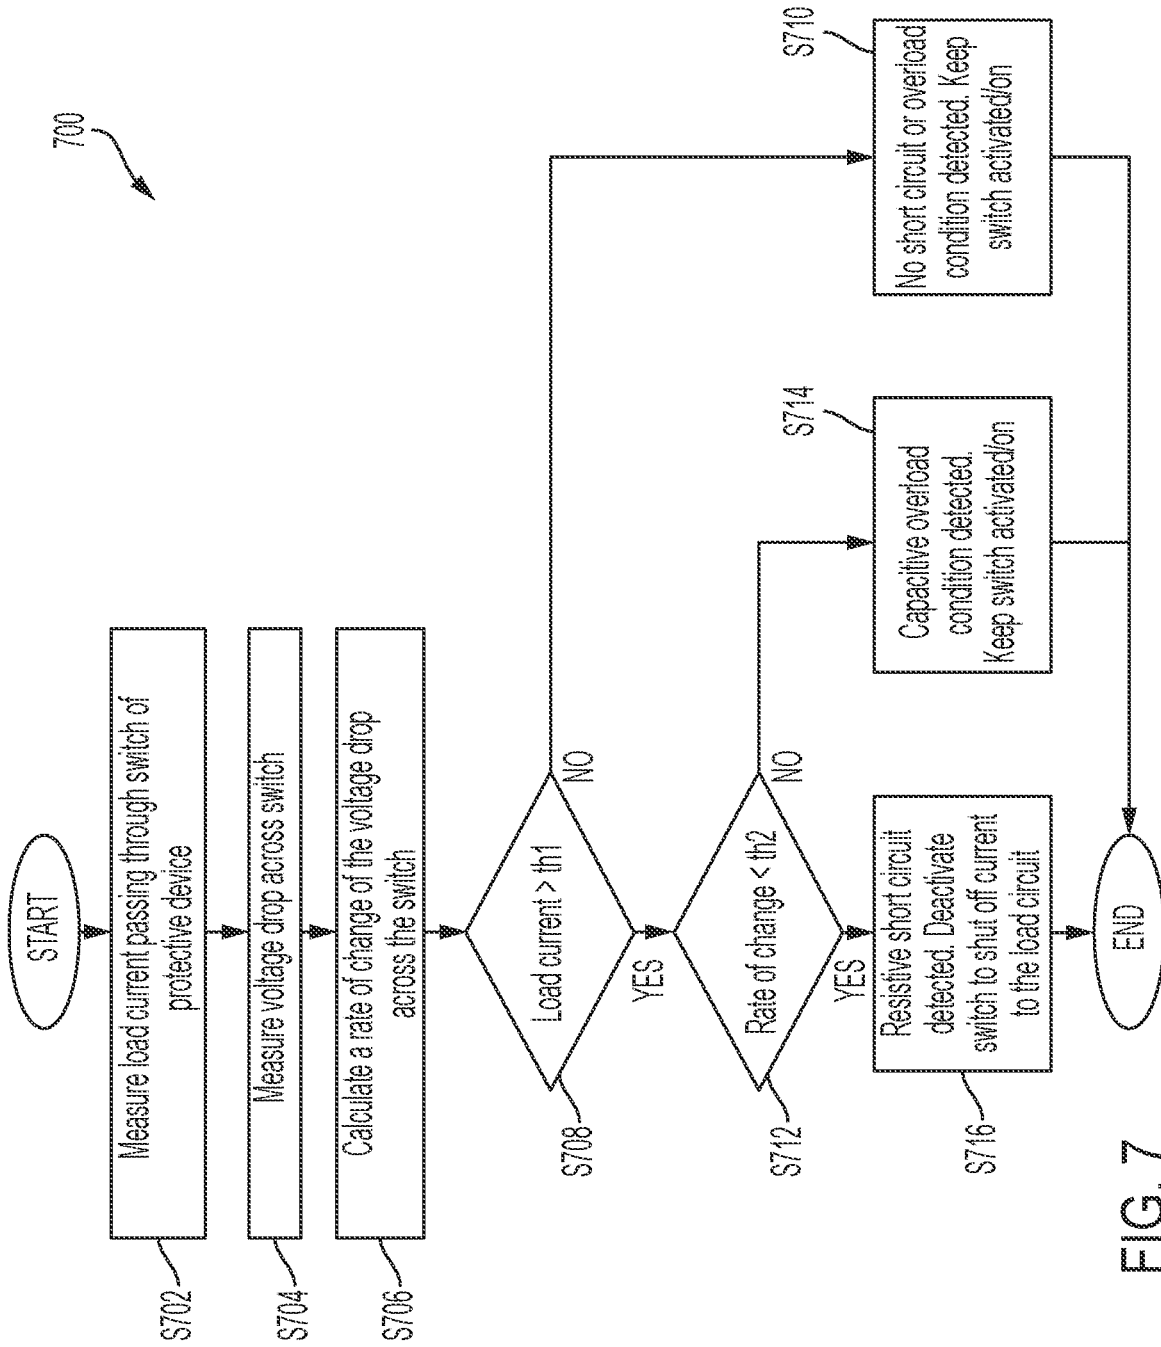 700
START
S702
Measure load current passing through switch of
protective device
S704
Measure voltage drop across switch
S706
Calculate a rate of change of the voltage drop
across the switch
S708
Load current > th1
NO
YES
S712
Rate of change < th2
NO
YES
S716
Resistive short circuit
detected. Deactivate
switch to shut off current
to the load circuit
S714
Capacitive overload
condition detected.
Keep switch activated/on
S710
No short circuit or overload
condition detected. Keep
switch activated/on
END
FIG. 7